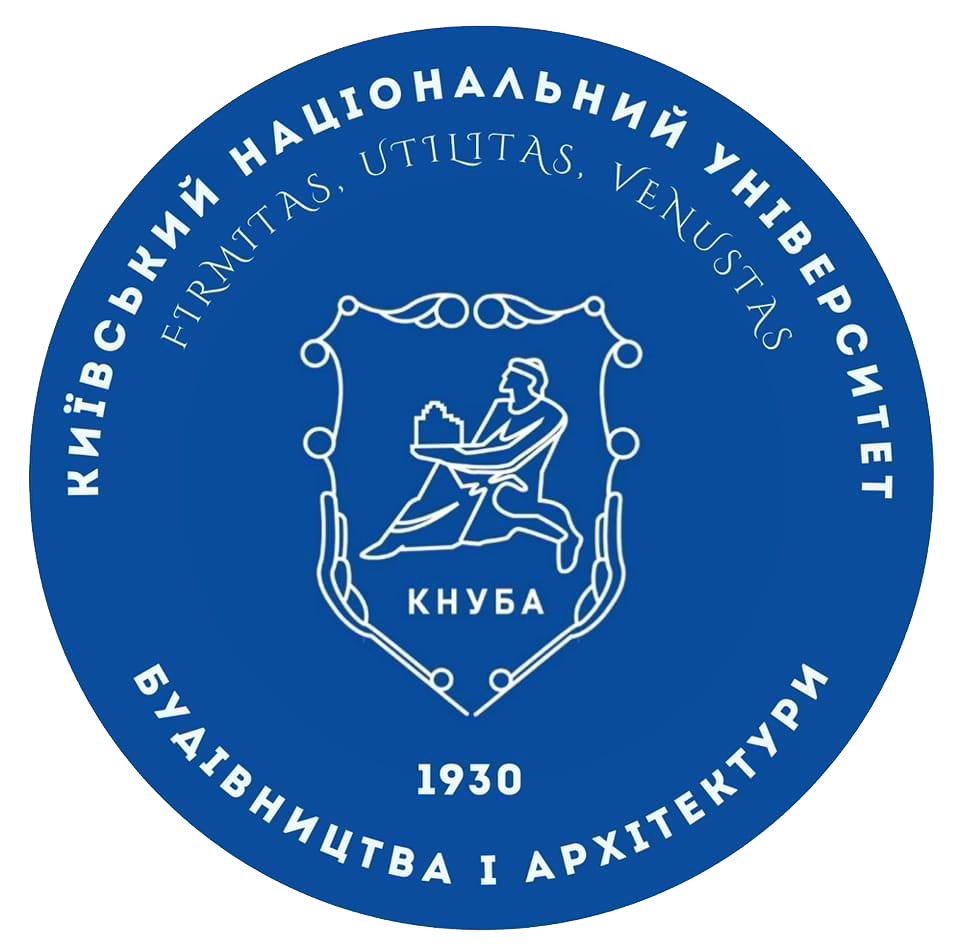 КИЇВСЬКИЙ НАЦІОНАЛЬНИЙ УНІВЕРСИТЕТ
FIRMITAS, UTILITAS, VENUSTAS
КНУБА
1930
БУДІВНИЦТВА І АРХІТЕКТУРИ